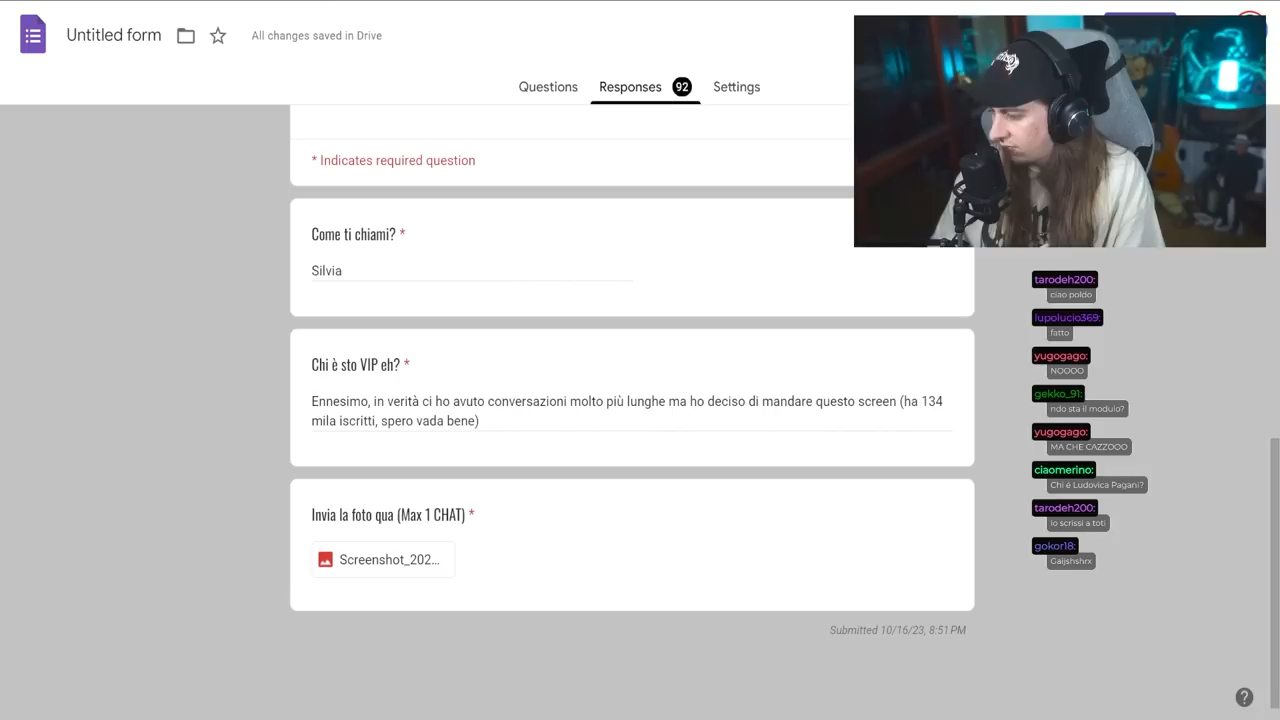 Untitled form
All changes saved in Drive
Questions
Responses 92
Settings
* Indicates required question
Come ti chiami? *
Silvia
Chi è sto VIP eh? *
Ennesimo, in verità ci ho avuto conversazioni molto più lunghe ma ho deciso di mandare questo screen (ha 134
mila iscritti, spero vada bene)
Invia la foto qua (Max 1 CHAT) *
Screenshot_202...
Submitted 10/16/23, 8:51 PM
tarodeh200:
ciao poldo
lupolucio369:
fatto
yugogago:
NOOOO
gekko_91:
ndo sta il modulo?
yugogago:
MA CHE CAZZOOO
ciaomerino:
Chi é Ludovica Pagani?
tarodeh200:
io scrissi a toti
gokor18:
Gaijshshrx